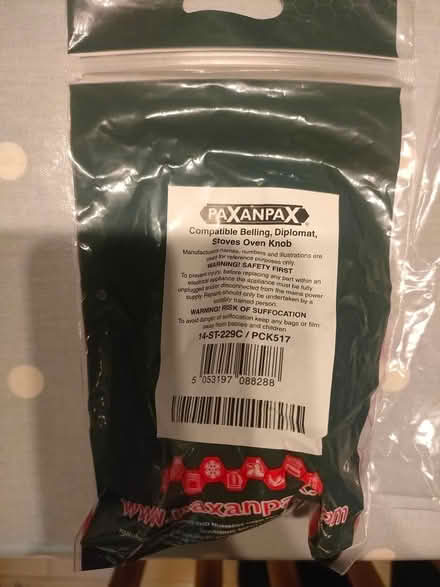 PAXANPAX
Compatible Belling, Diplomat,
Stoves Oven Knob
Manufacturers names, numbers and illustrations are
used for reference purposes only.
WARNING! SAFETY FIRST
To prevent injury, before replacing any part within an
electrical appliance the appliance must be fully
unplugged and/or disconnected from the mains power
supply. Repairs should only be undertaken by a
suitably trained person.
WARNING! RISK OF SUFFOCATION
To avoid danger of suffocation keep any bags or film
away from babies and children.
14-ST-229C / PCK517
5 053197 088288
www.paxanpa